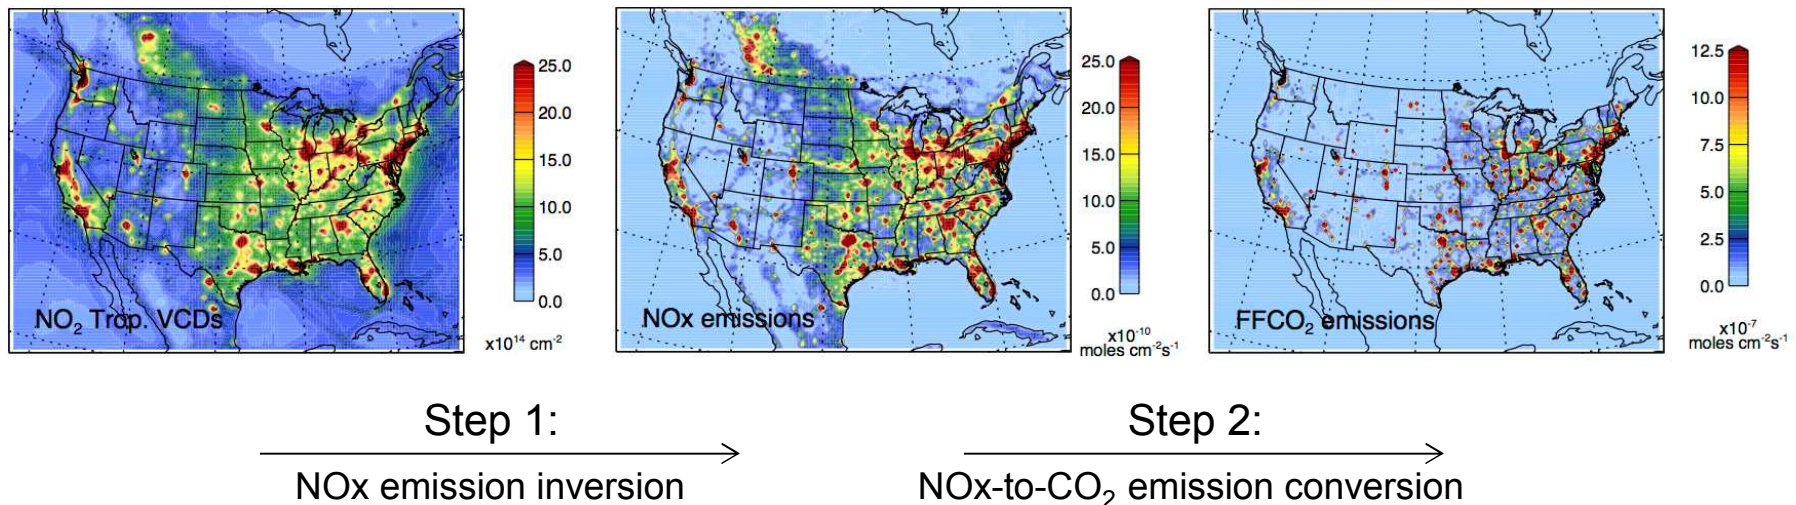 25.0
20.0
15.0
10.0
5.0
0.0
x10¹⁴ cm⁻²
NO₂ Trop. VCDs
25.0
20.0
15.0
10.0
5.0
0.0
x10⁻¹⁰
moles cm⁻²s⁻¹
NOx emissions
12.5
10.0
7.5
5.0
2.5
0.0
x10⁻⁷
moles cm⁻²s⁻¹
FFCO₂ emissions
Step 1:
NOx emission inversion
Step 2:
NOx-to-CO₂ emission conversion